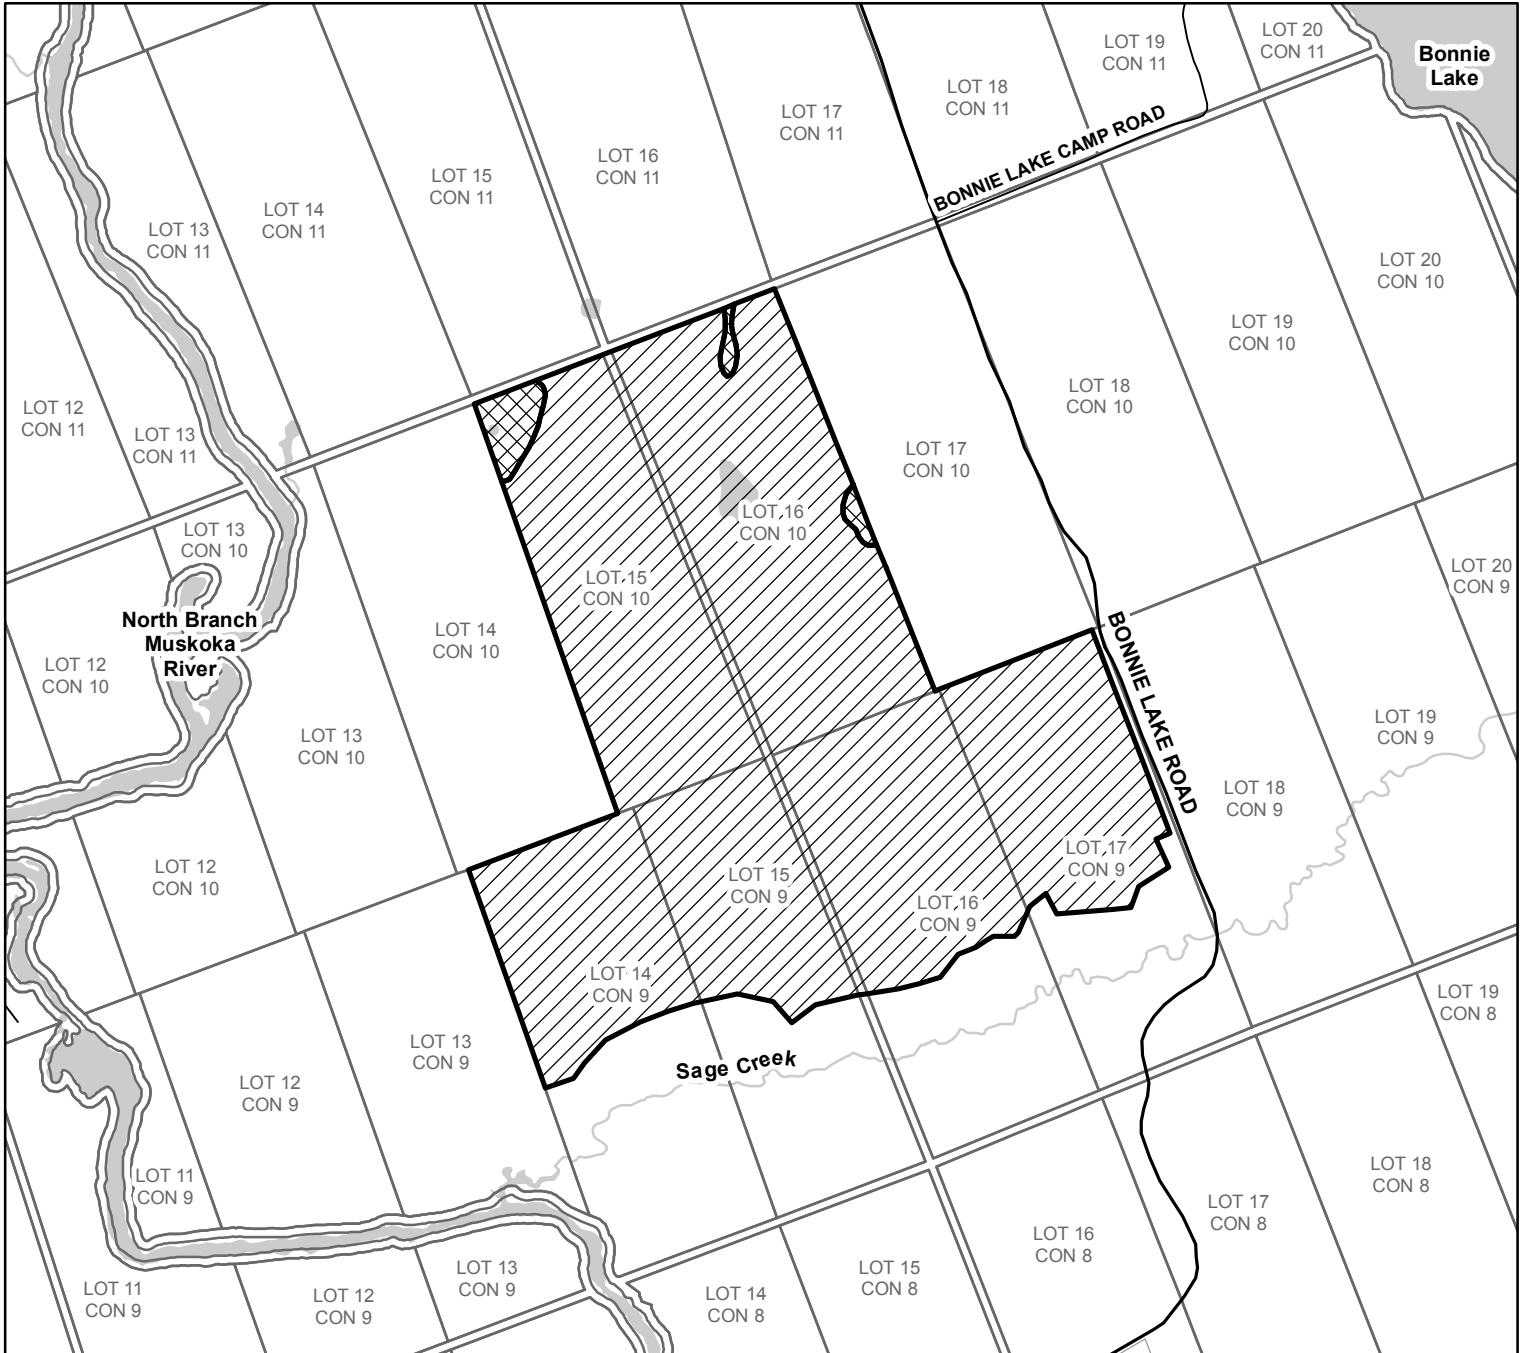 LOT 20
CON 11
LOT 19
CON 11
Bonnie
Lake
LOT 18
CON 11
LOT 17
CON 11
LOT 16
CON 11
LOT 15
CON 11
LOT 14
CON 11
LOT 13
CON 11
BONNIE LAKE CAMP ROAD
LOT 20
CON 10
LOT 19
CON 10
LOT 18
CON 10
LOT 12
CON 11
LOT 13
CON 11
LOT 17
CON 10
LOT 16
CON 10
LOT 13
CON 10
LOT 15
CON 10
LOT 20
CON 9
North Branch
Muskoka
River
LOT 14
CON 10
LOT 12
CON 10
BONNIE LAKE ROAD
LOT 13
CON 10
LOT 19
CON 9
LOT 18
CON 9
LOT 12
CON 10
LOT 15
CON 9
LOT 17
CON 9
LOT 16
CON 9
LOT 14
CON 9
LOT 19
CON 8
LOT 13
CON 9
Sage Creek
LOT 12
CON 9
LOT 11
CON 9
LOT 18
CON 8
LOT 17
CON 8
LOT 16
CON 8
LOT 15
CON 8
LOT 13
CON 9
LOT 11
CON 9
LOT 12
CON 9
LOT 14
CON 8